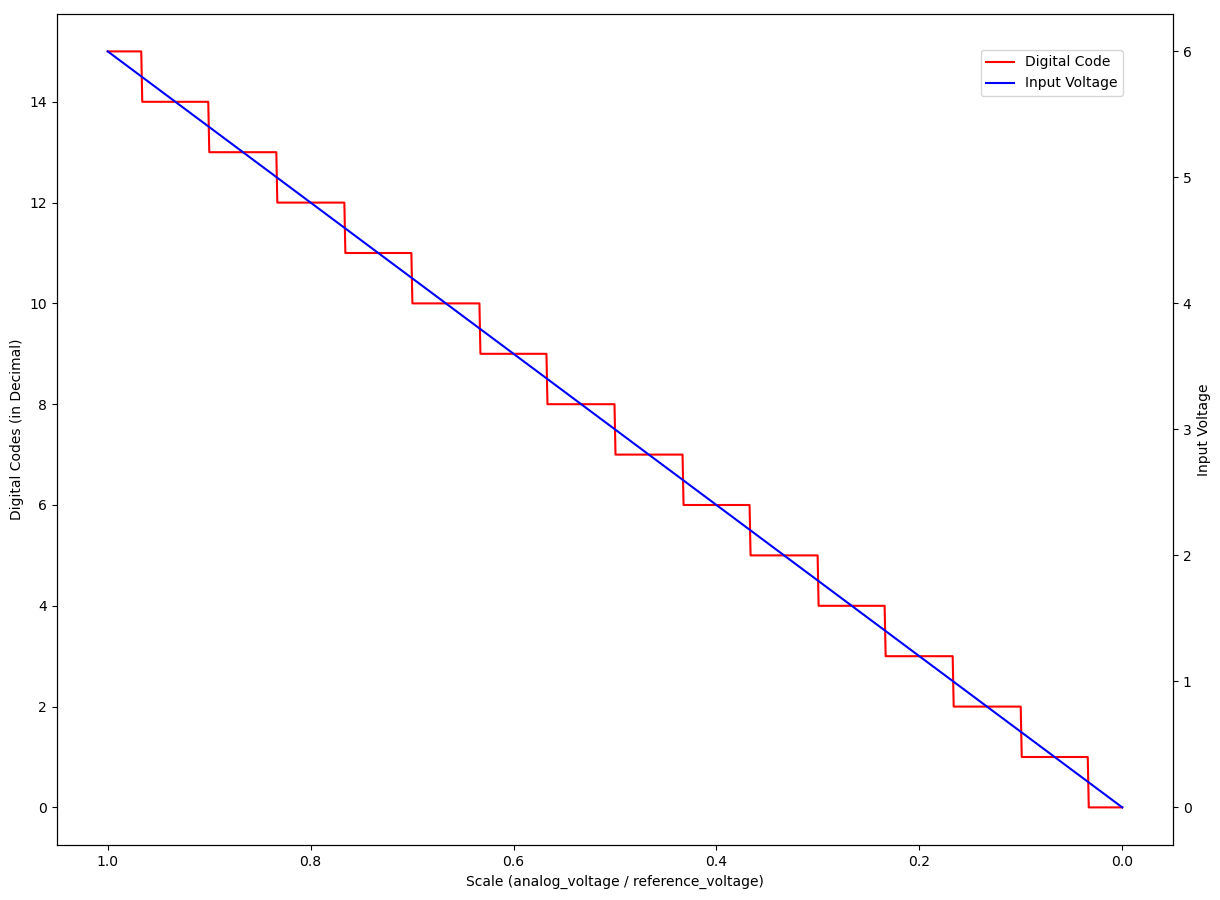 Digital Code
Input Voltage
Digital Codes (in Decimal)
14
12
10
8
6
4
2
0
6
5
4
3
2
1
0
Input Voltage
1.0 0.8 0.6 0.4 0.2 0.0
Scale (analog_voltage / reference_voltage)